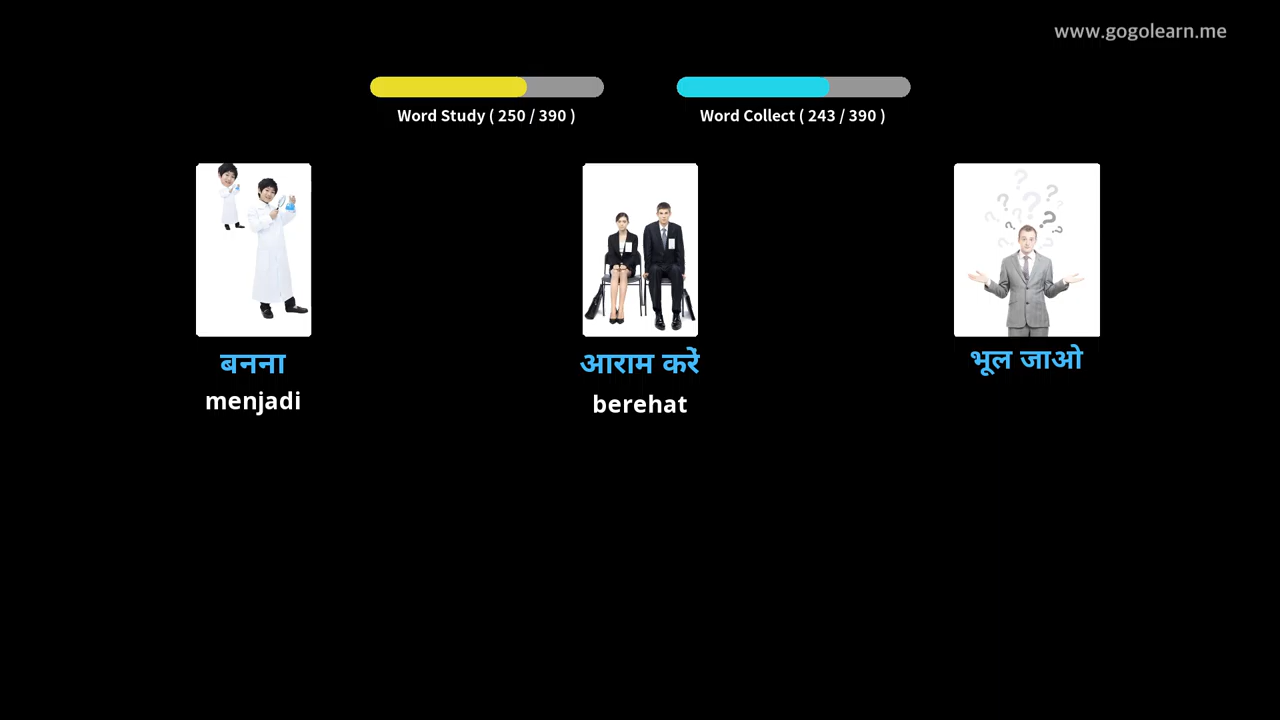 www.gogolearn.me
Word Study ( 250 / 390 )
Word Collect ( 243 / 390 )
बनना
menjadi
आराम करें
berehat
भूल जाओ